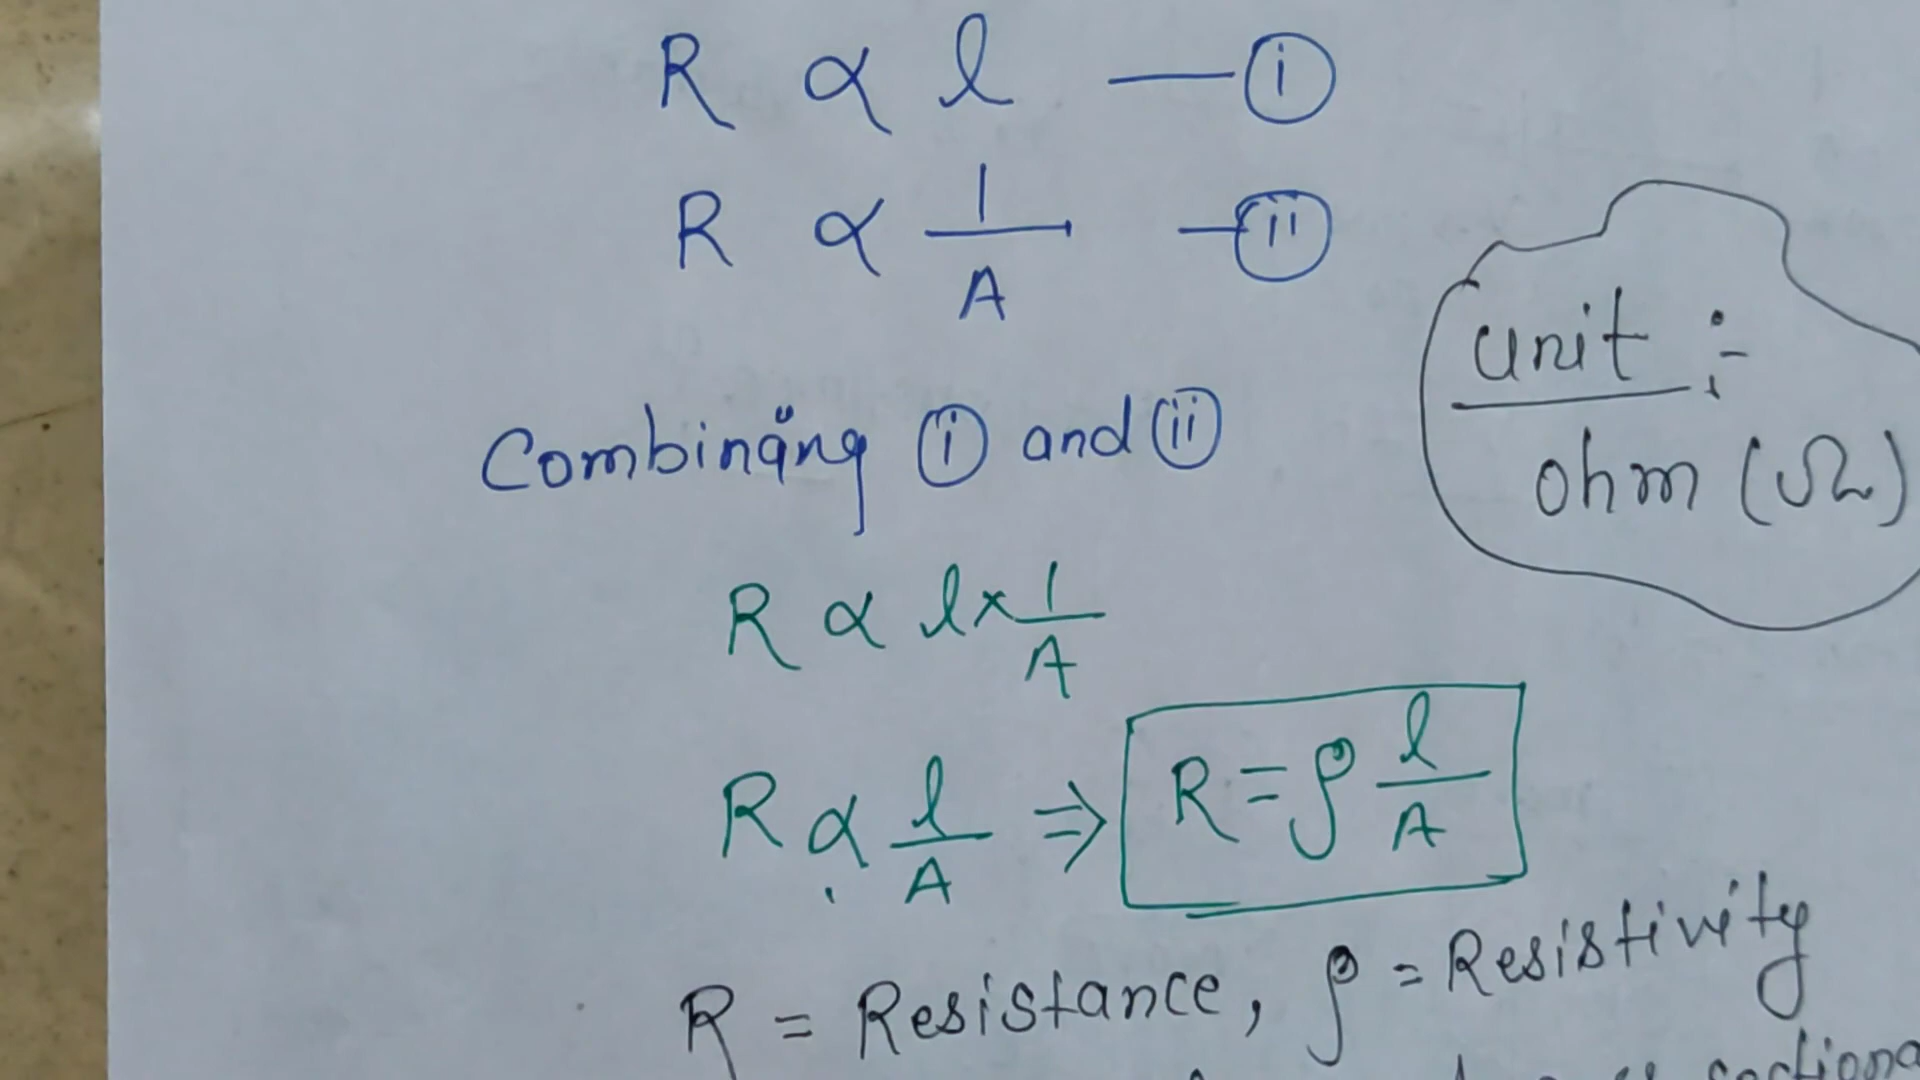 R ∝ l — (i)
R ∝ 1/A — (ii)
unit :-
ohm (Ω)
Combining (i) and (ii)
R ∝ l × 1/A
R ∝ l/A ⇒ R = ρ l/A
R = Resistance, ρ = Resistivity